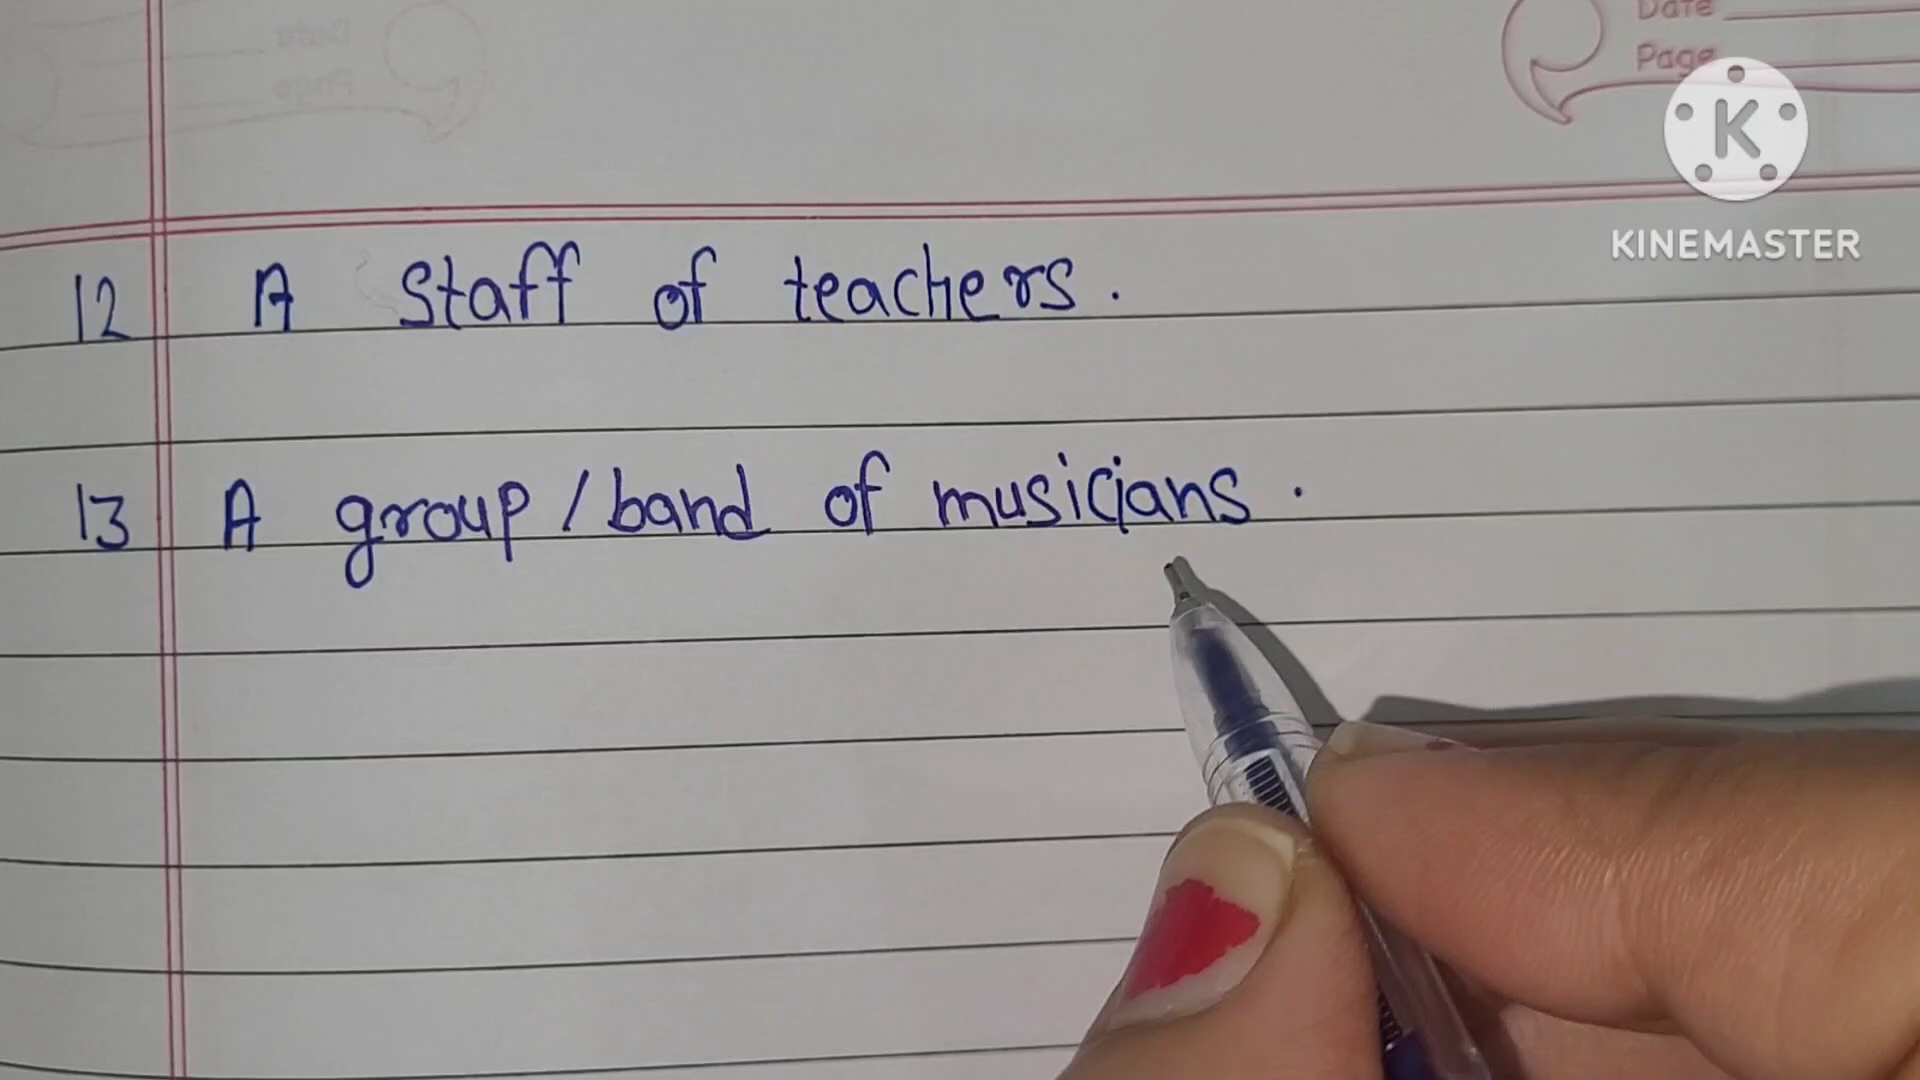 Date
Page
KINEMASTER
12 A Staff of teachers.
13 A group/band of musicians.